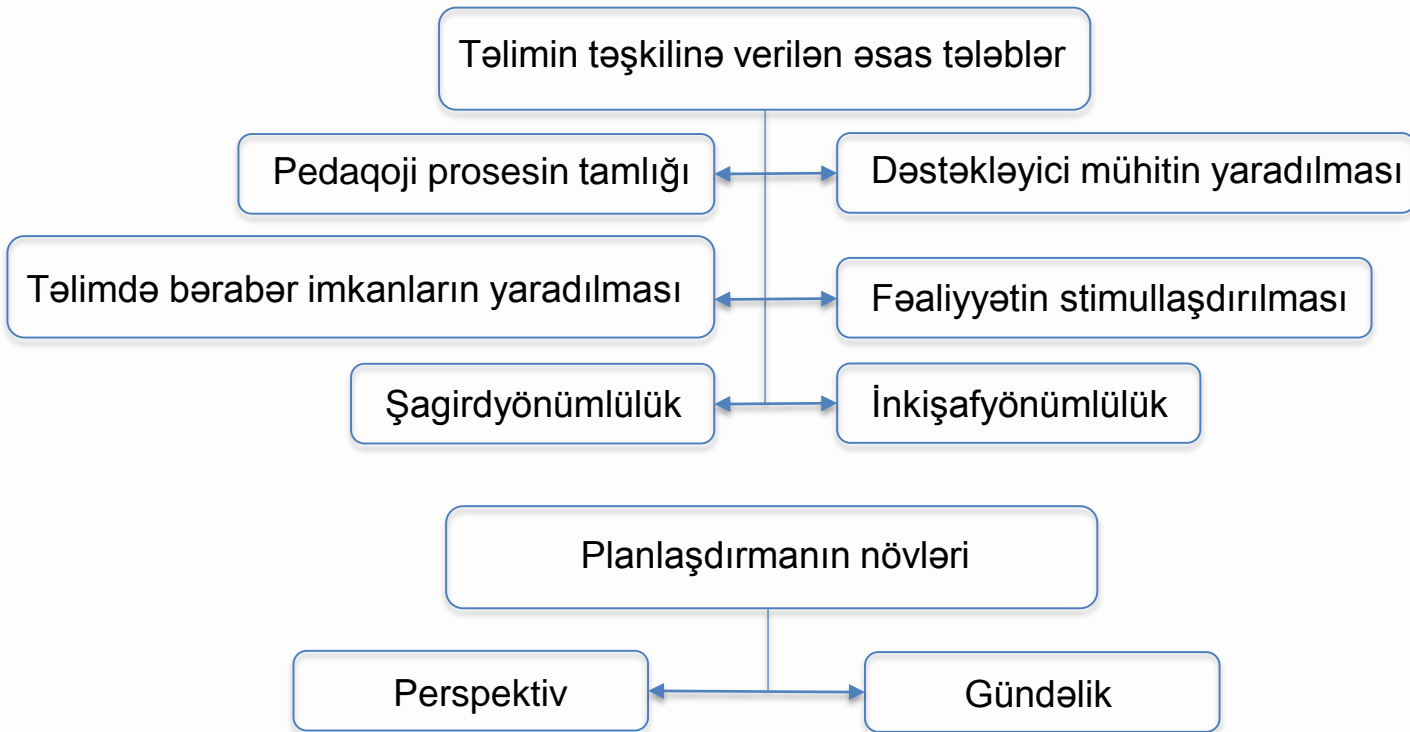 Təlimin təşkilinə verilən əsas tələblər
Pedaqoji prosesin tamlığı
Dəstəkləyici mühitin yaradılması
Təlimdə bərabər imkanların yaradılması
Fəaliyyətin stimullaşdırılması
Şagirdyönümlülük
İnkişafyönümlülük
Planlaşdırmanın növləri
Perspektiv
Gündəlik